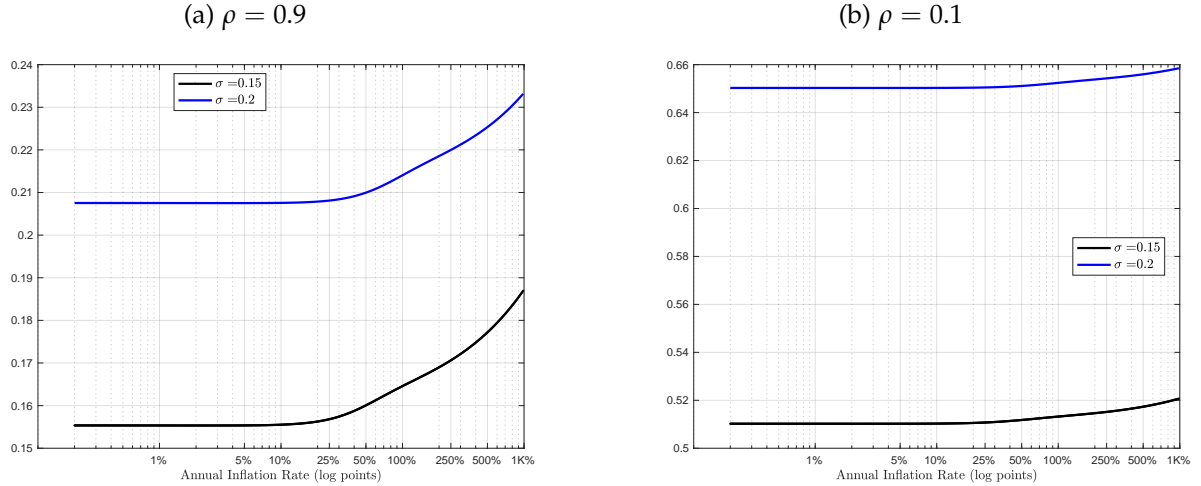 (a) ρ = 0.9
0.24
0.23
0.22
0.21
0.2
0.19
0.18
0.17
0.16
0.15
σ =0.15
σ =0.2
1% 5% 10% 25% 50% 100% 250% 500% 1K%
Annual Inflation Rate (log points)
(b) ρ = 0.1
0.66
0.64
0.62
0.6
0.58
0.56
0.54
0.52
0.5
σ =0.15
σ =0.2
1% 5% 10% 25% 50% 100% 250% 500% 1K%
Annual Inflation Rate (log points)